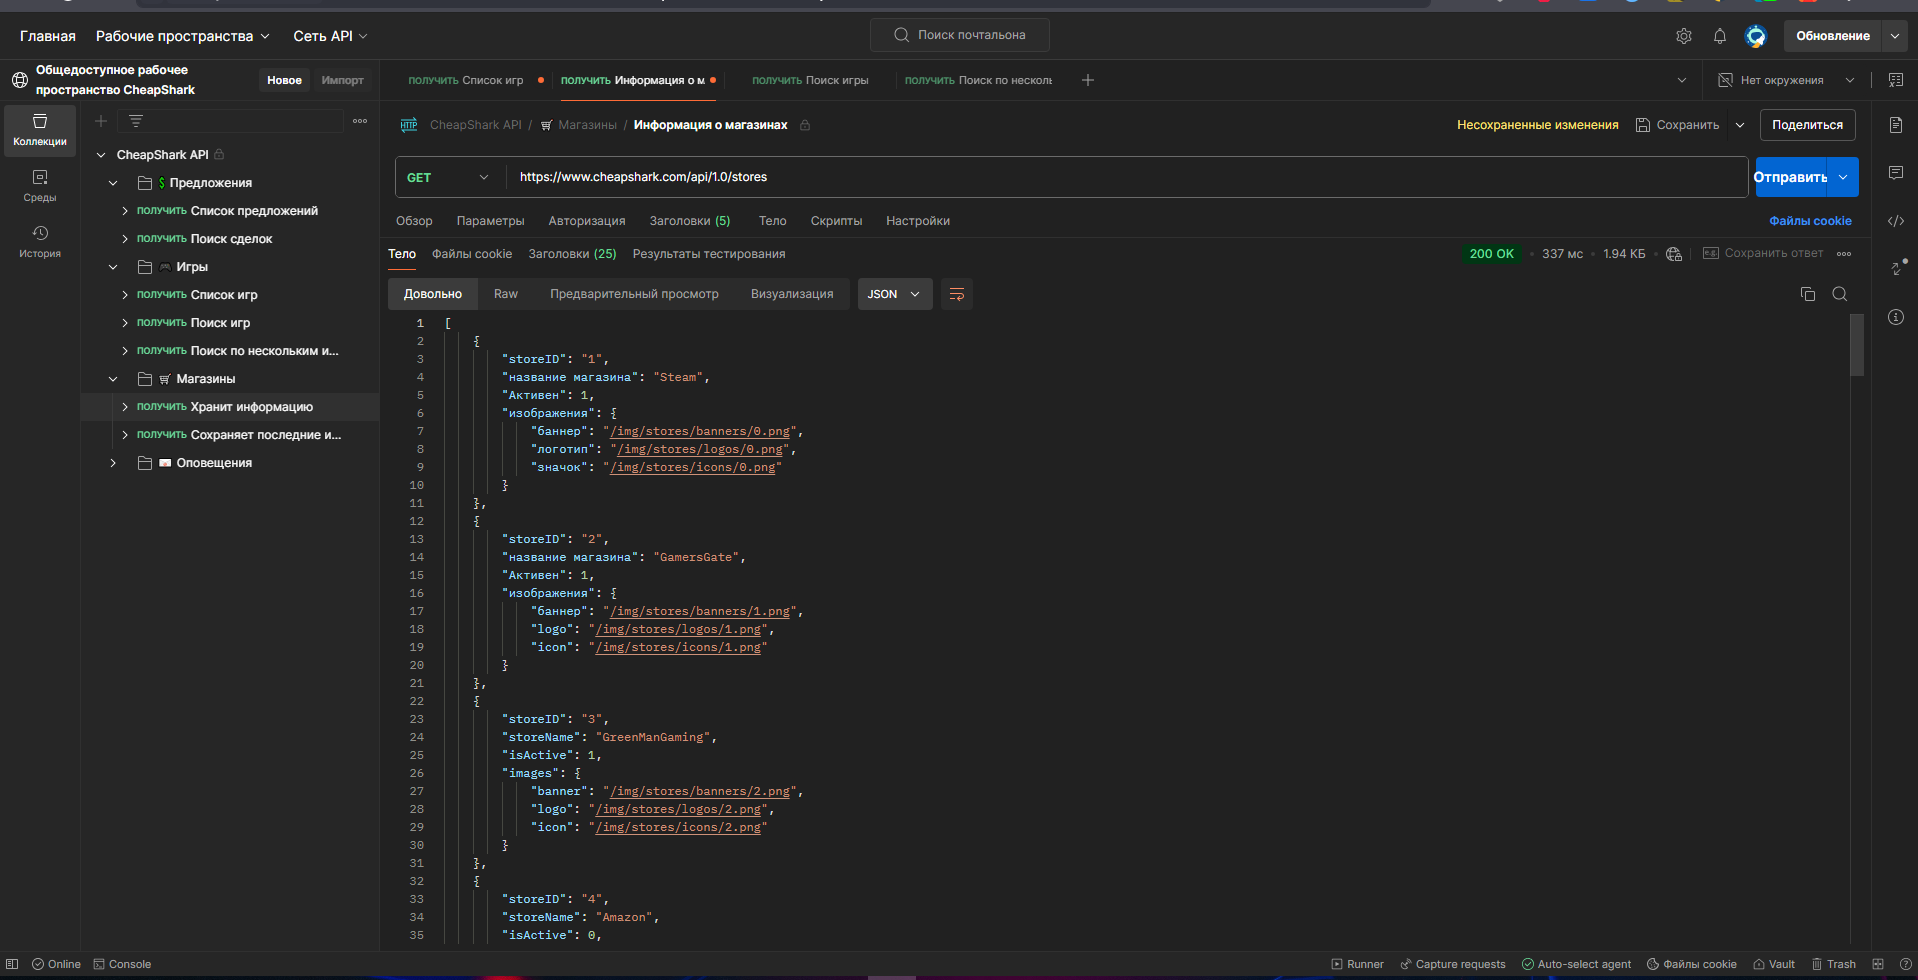 Главная Рабочие пространства Сеть API Поиск почтальона Обновление
Общедоступное рабочее пространство CheapShark Новое Импорт
ПОЛУЧИТЬ Список игр ПОЛУЧИТЬ Информация о м ПОЛУЧИТЬ Поиск игры ПОЛУЧИТЬ Поиск по нескол Нет окружения
Коллекции
Среды
История
CheapShark API
$ Предложения
ПОЛУЧИТЬ Список предложений
ПОЛУЧИТЬ Поиск сделок
Игры
ПОЛУЧИТЬ Список игр
ПОЛУЧИТЬ Поиск игр
ПОЛУЧИТЬ Поиск по нескольким и...
Магазины
ПОЛУЧИТЬ Хранит информацию
ПОЛУЧИТЬ Сохраняет последние и...
Оповещения
HTTP CheapShark API / Магазины / Информация о магазинах Несохраненные изменения Сохранить Поделиться
GET https://www.cheapshark.com/api/1.0/stores Отправить
Обзор Параметры Авторизация Заголовки (5) Тело Скрипты Настройки Файлы cookie
Тело Файлы cookie Заголовки (25) Результаты тестирования 200 OK • 337 мс • 1.94 КБ • e.g. Сохранить ответ
Довольно Raw Предварительный просмотр Визуализация JSON
1 [
2 {
3 "storeID": "1",
4 "название магазина": "Steam",
5 "Активен": 1,
6 "изображения": {
7 "баннер": "/img/stores/banners/0.png",
8 "логотип": "/img/stores/logos/0.png",
9 "значок": "/img/stores/icons/0.png"
10 }
11 },
12 {
13 "storeID": "2",
14 "название магазина": "GamersGate",
15 "Активен": 1,
16 "изображения": {
17 "баннер": "/img/stores/banners/1.png",
18 "logo": "/img/stores/logos/1.png",
19 "icon": "/img/stores/icons/1.png"
20 }
21 },
22 {
23 "storeID": "3",
24 "storeName": "GreenManGaming",
25 "isActive": 1,
26 "images": {
27 "banner": "/img/stores/banners/2.png",
28 "logo": "/img/stores/logos/2.png",
29 "icon": "/img/stores/icons/2.png"
30 }
31 },
32 {
33 "storeID": "4",
34 "storeName": "Amazon",
35 "isActive": 0,
Online Console Runner Capture requests Auto-select agent Файлы cookie Vault Trash